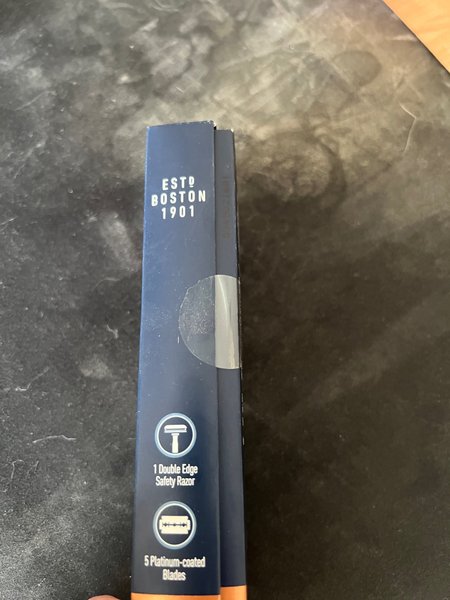 ESTD
BOSTON
1901
1 Double Edge
Safety Razor
5 Platinum-coated
Blades